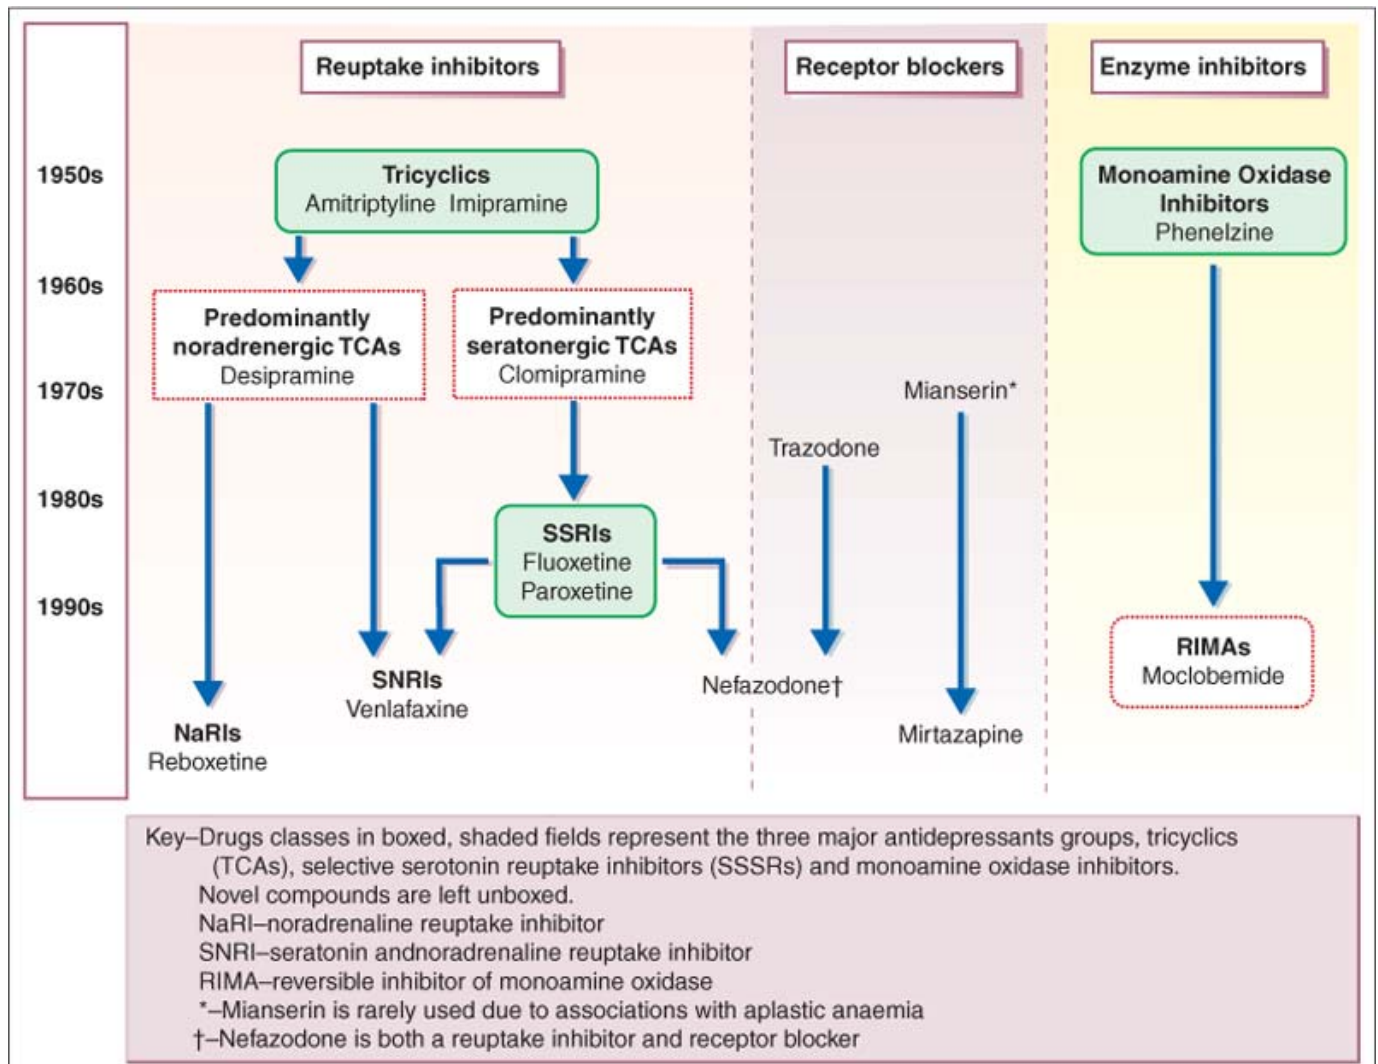 Reuptake inhibitors
Receptor blockers
Enzyme inhibitors
1950s
1960s
1970s
1980s
1990s
Tricyclics
Amitriptyline Imipramine
Predominantly
noradrenergic TCAs
Desipramine
Predominantly
seratonergic TCAs
Clomipramine
SSRIs
Fluoxetine
Paroxetine
SNRIs
Venlafaxine
NaRIs
Reboxetine
Nefazodone†
Trazodone
Mianserin*
Mirtazapine
Monoamine Oxidase
Inhibitors
Phenelzine
RIMAs
Moclobemide
Key–Drugs classes in boxed, shaded fields represent the three major antidepressants groups, tricyclics
(TCAs), selective serotonin reuptake inhibitors (SSSRs) and monoamine oxidase inhibitors.
Novel compounds are left unboxed.
NaRI–noradrenaline reuptake inhibitor
SNRI–seratonin andnoradrenaline reuptake inhibitor
RIMA–reversible inhibitor of monoamine oxidase
*–Mianserin is rarely used due to associations with aplastic anaemia
†–Nefazodone is both a reuptake inhibitor and receptor blocker